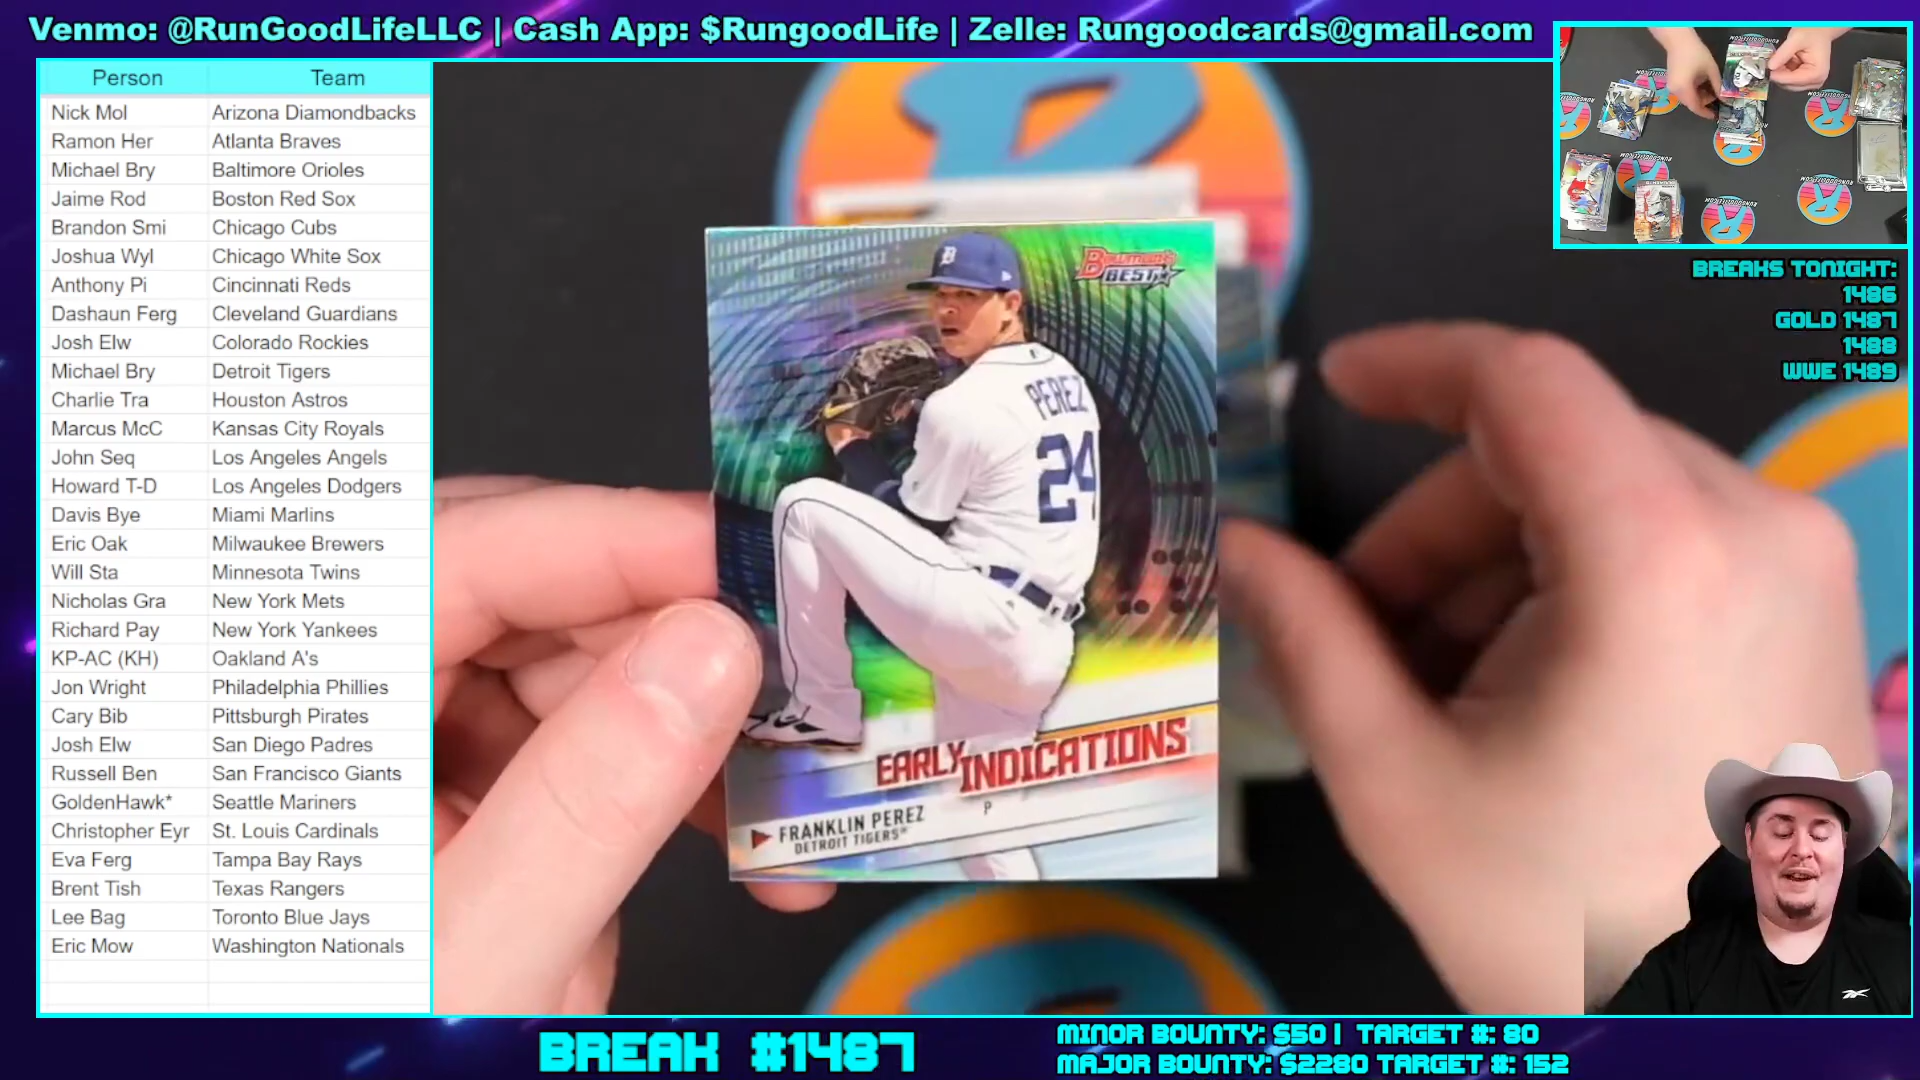 Venmo: @RunGoodLifeLLC | Cash App: $RungoodLife | Zelle: Rungoodcards@gmail.com
Person Team
Nick Mol Arizona Diamondbacks
Ramon Her Atlanta Braves
Michael Bry Baltimore Orioles
Jaime Rod Boston Red Sox
Brandon Smi Chicago Cubs
Joshua Wyl Chicago White Sox
Anthony Pi Cincinnati Reds
Dashaun Ferg Cleveland Guardians
Josh Elw Colorado Rockies
Michael Bry Detroit Tigers
Charlie Tra Houston Astros
Marcus McC Kansas City Royals
John Seq Los Angeles Angels
Howard T-D Los Angeles Dodgers
Davis Bye Miami Marlins
Eric Oak Milwaukee Brewers
Will Sta Minnesota Twins
Nicholas Gra New York Mets
Richard Pay New York Yankees
KP-AC (KH) Oakland A's
Jon Wright Philadelphia Phillies
Cary Bib Pittsburgh Pirates
Josh Elw San Diego Padres
Russell Ben San Francisco Giants
GoldenHawk* Seattle Mariners
Christopher Eyr St. Louis Cardinals
Eva Ferg Tampa Bay Rays
Brent Tish Texas Rangers
Lee Bag Toronto Blue Jays
Eric Mow Washington Nationals
BOWMAN'S
BEST
PEREZ
24
EARLY INDICATIONS
P
FRANKLIN PEREZ
DETROIT TIGERS
BREAKS TONIGHT:
1486
GOLD 1487
1488
WWE 1489
BREAK #1487
MINOR BOUNTY: $50 | TARGET #: 80
MAJOR BOUNTY: $2280 TARGET #: 152